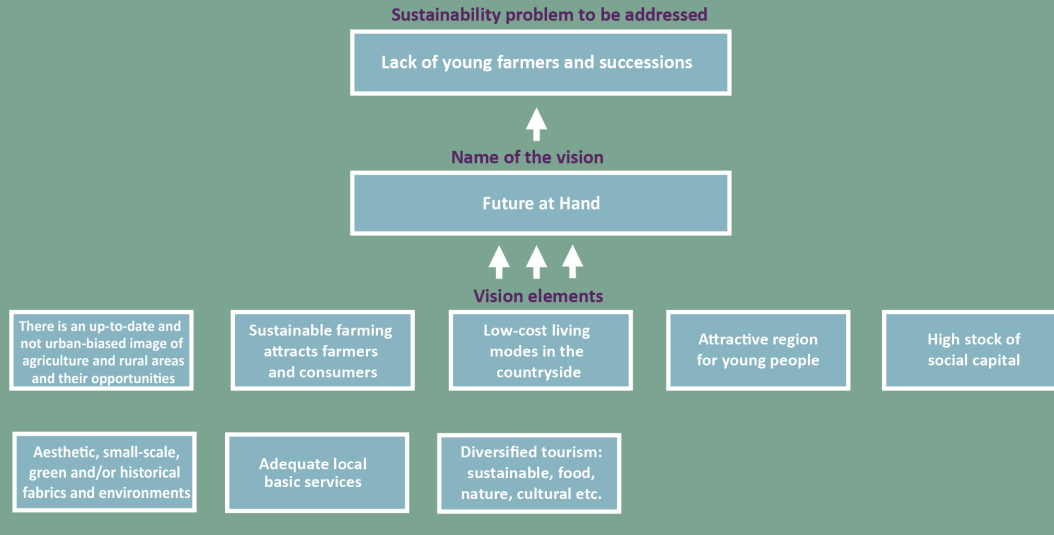 Sustainability problem to be addressed
Lack of young farmers and successions
Name of the vision
Future at Hand
Vision elements
There is an up-to-date and
not urban-biased image of
agriculture and rural areas
and their opportunities
Sustainable farming
attracts farmers
and consumers
Low-cost living
modes in the
countryside
Attractive region
for young people
High stock of
social capital
Aesthetic, small-scale,
green and/or historical
fabrics and environments
Adequate local
basic services
Diversified tourism:
sustainable, food,
nature, cultural etc.